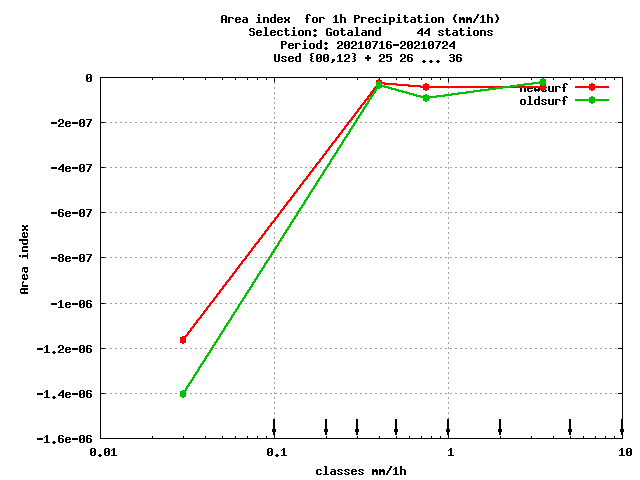 Area index  for 1h Precipitation (mm/1h)
Selection: Gotaland     44 stations
Period: 20210716-20210724
Used {00,12} + 25 26 ... 36
0
newsurf
oldsurf
-2e-07
-4e-07
-6e-07
-8e-07
-1e-06
-1.2e-06
-1.4e-06
-1.6e-06
Area index
0.01
0.1
1
10
classes mm/1h